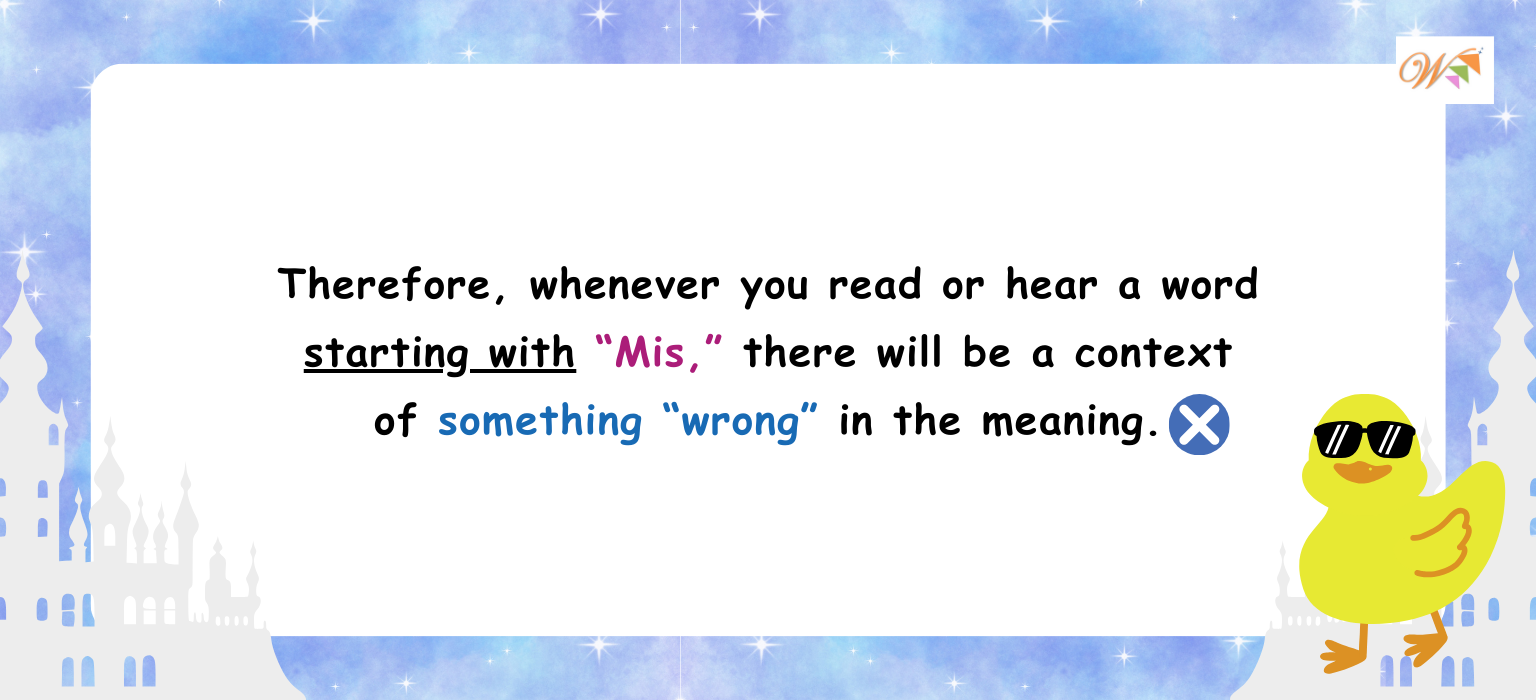 W
Therefore, whenever you read or hear a word
starting with “Mis,” there will be a context
of something “wrong” in the meaning.